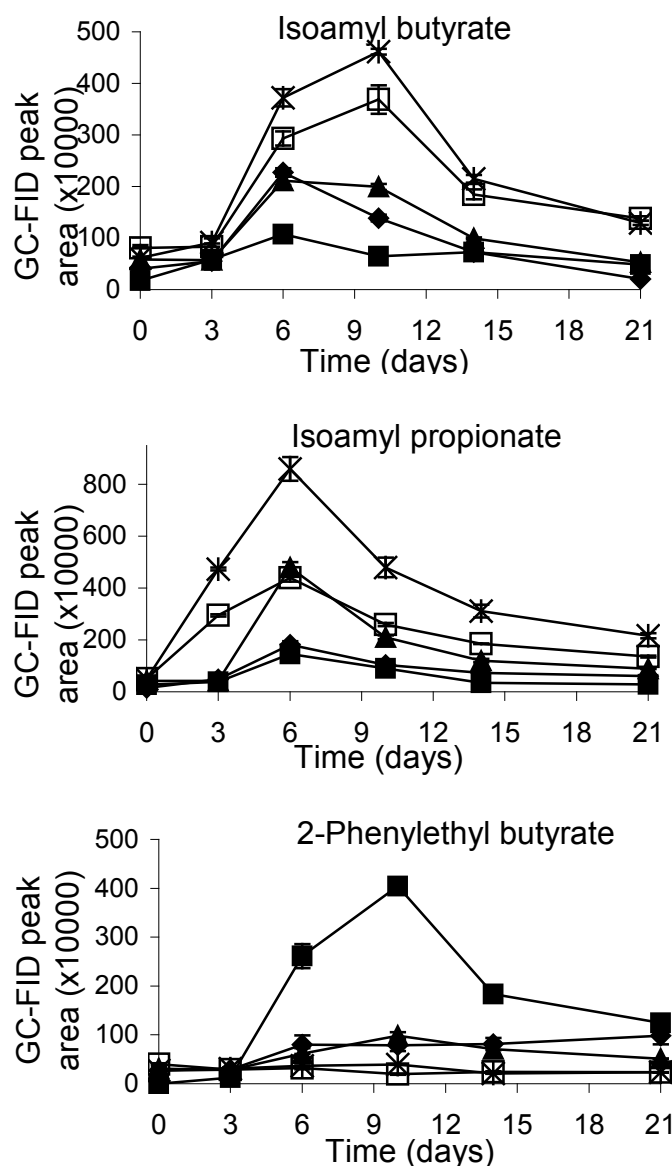 Isoamyl butyrate
GC-FID peak
area (x10000)
500
400
300
200
100
0
0 3 6 9 12 15 18 21
Time (days)
Isoamyl propionate
GC-FID peak
area (x10000)
800
600
400
200
0
0 3 6 9 12 15 18 21
Time (days)
2-Phenylethyl butyrate
GC-FID peak
area (x10000)
500
400
300
200
100
0
0 3 6 9 12 15 18 21
Time (days)